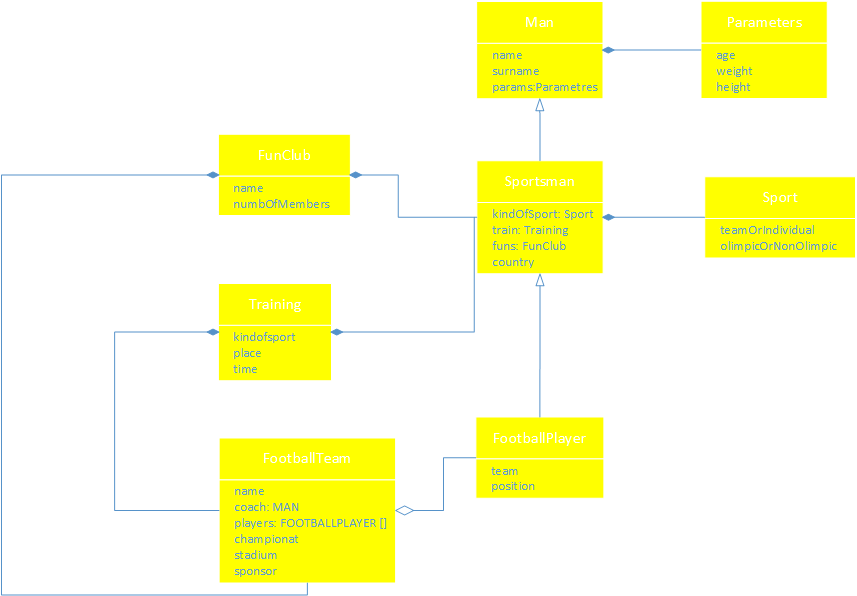 Man
name
surname
params:Parametres
Parameters
age
weight
height
FunClub
name
numbOfMembers
Sportsman
kindOfSport: Sport
train: Training
funs: FunClub
country
Sport
teamOrIndividual
olimpicOrNonOlimpic
Training
kindofsport
place
time
FootballTeam
name
coach: MAN
players: FOOTBALLPLAYER []
championat
stadium
sponsor
FootballPlayer
team
position